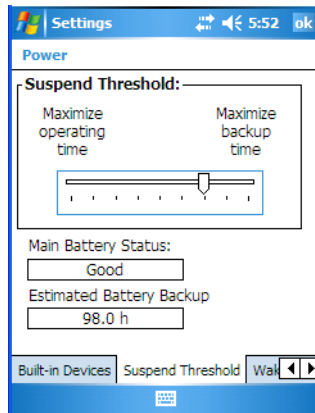 Settings 5:52 ok
Power
Suspend Threshold:
Maximize Maximize
operating backup
time time
Main Battery Status:
Good
Estimated Battery Backup
98.0 h
Built-in Devices Suspend Threshold Wak